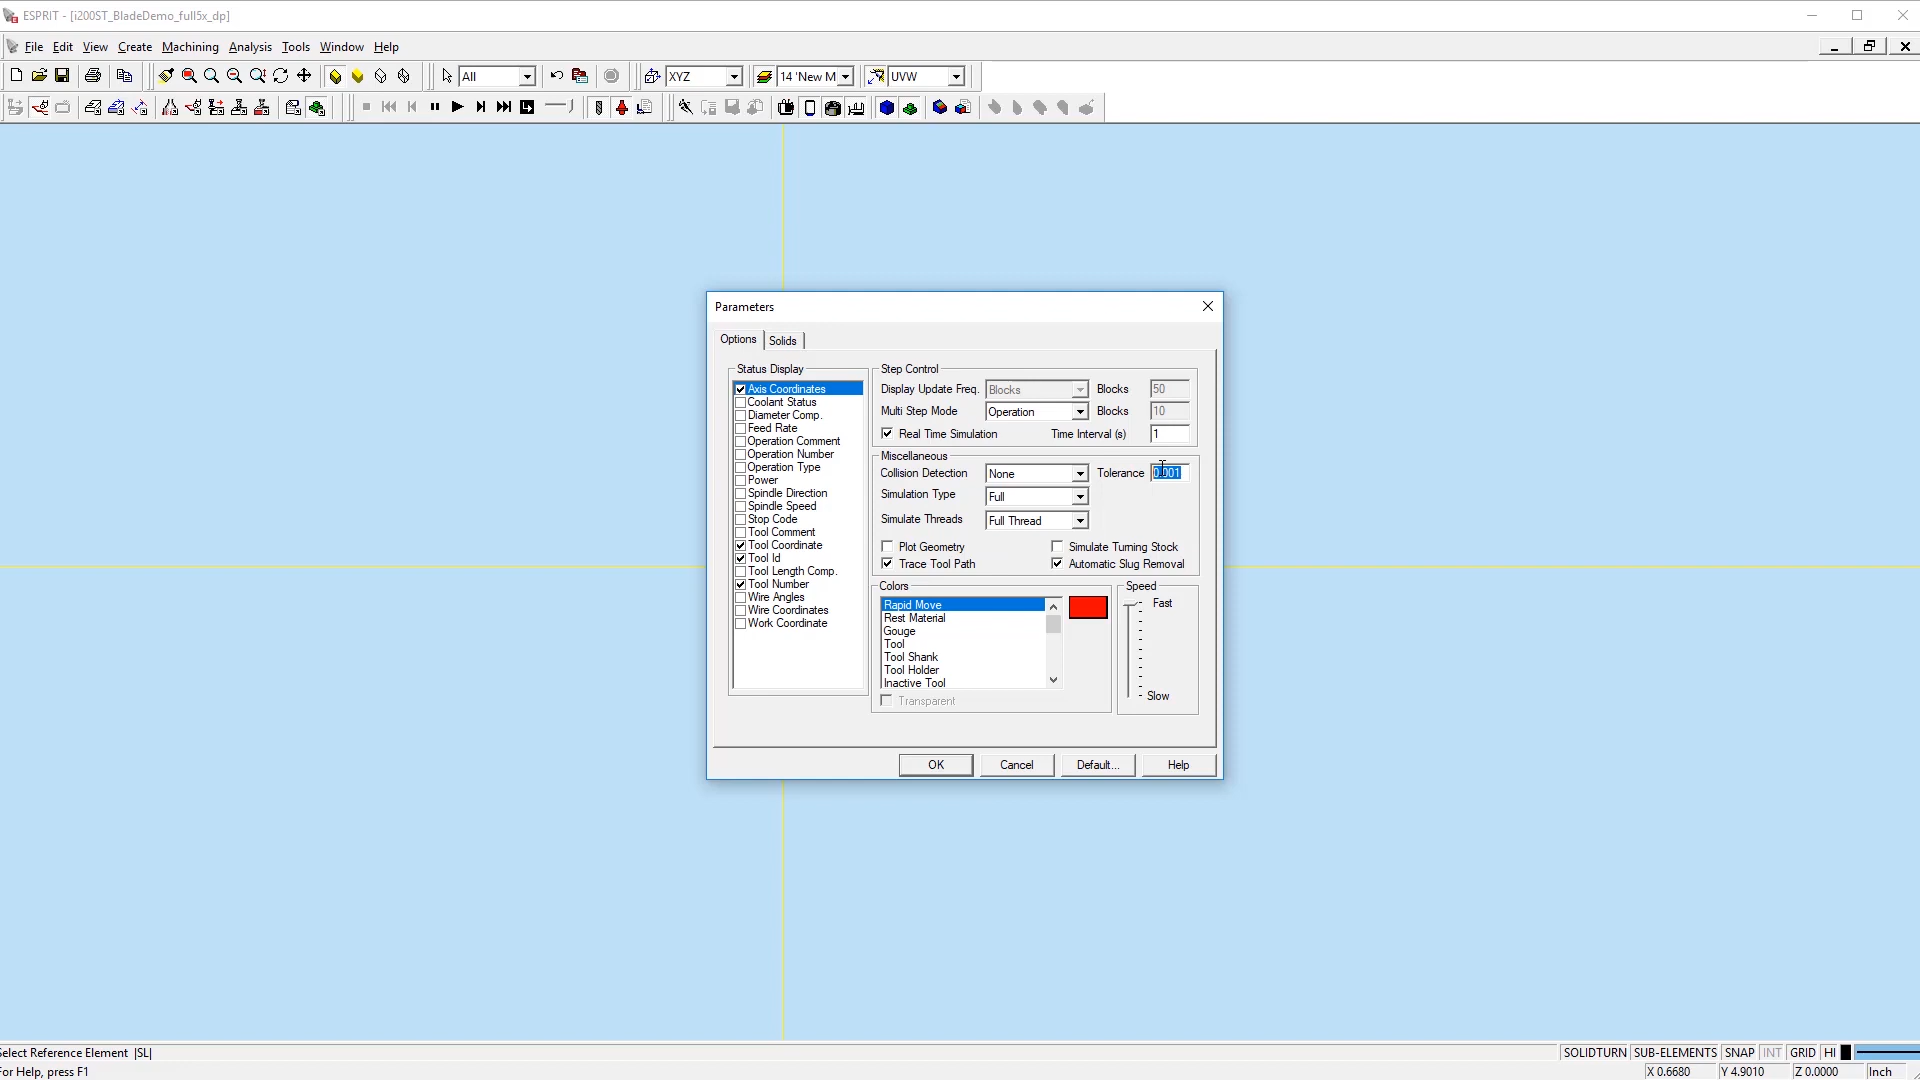 ESPRIT - [i200ST_BladeDemo_full5x_dp]
File Edit View Create Machining Analysis Tools Window Help
All XYZ 14 'New M UVW
Parameters
Options Solids
Status Display
Axis Coordinates
Coolant Status
Diameter Comp.
Feed Rate
Operation Comment
Operation Number
Operation Type
Power
Spindle Direction
Spindle Speed
Stop Code
Tool Comment
Tool Coordinate
Tool Id
Tool Length Comp.
Tool Number
Wire Angles
Wire Coordinates
Work Coordinate
Step Control
Display Update Freq. Blocks Blocks 50
Multi Step Mode Operation Blocks 10
Real Time Simulation Time Interval (s) 1
Miscellaneous
Collision Detection None Tolerance 0.001
Simulation Type Full
Simulate Threads Full Thread
Plot Geometry Simulate Turning Stock
Trace Tool Path Automatic Slug Removal
Colors
Rapid Move
Rest Material
Gouge
Tool
Tool Shank
Tool Holder
Inactive Tool
Transparent
Speed
Fast
Slow
OK Cancel Default... Help
Select Reference Element |SL| SOLIDTURN SUB-ELEMENTS SNAP INT GRID HI
For Help, press F1 X 0.6680 Y 4.9010 Z 0.0000 Inch